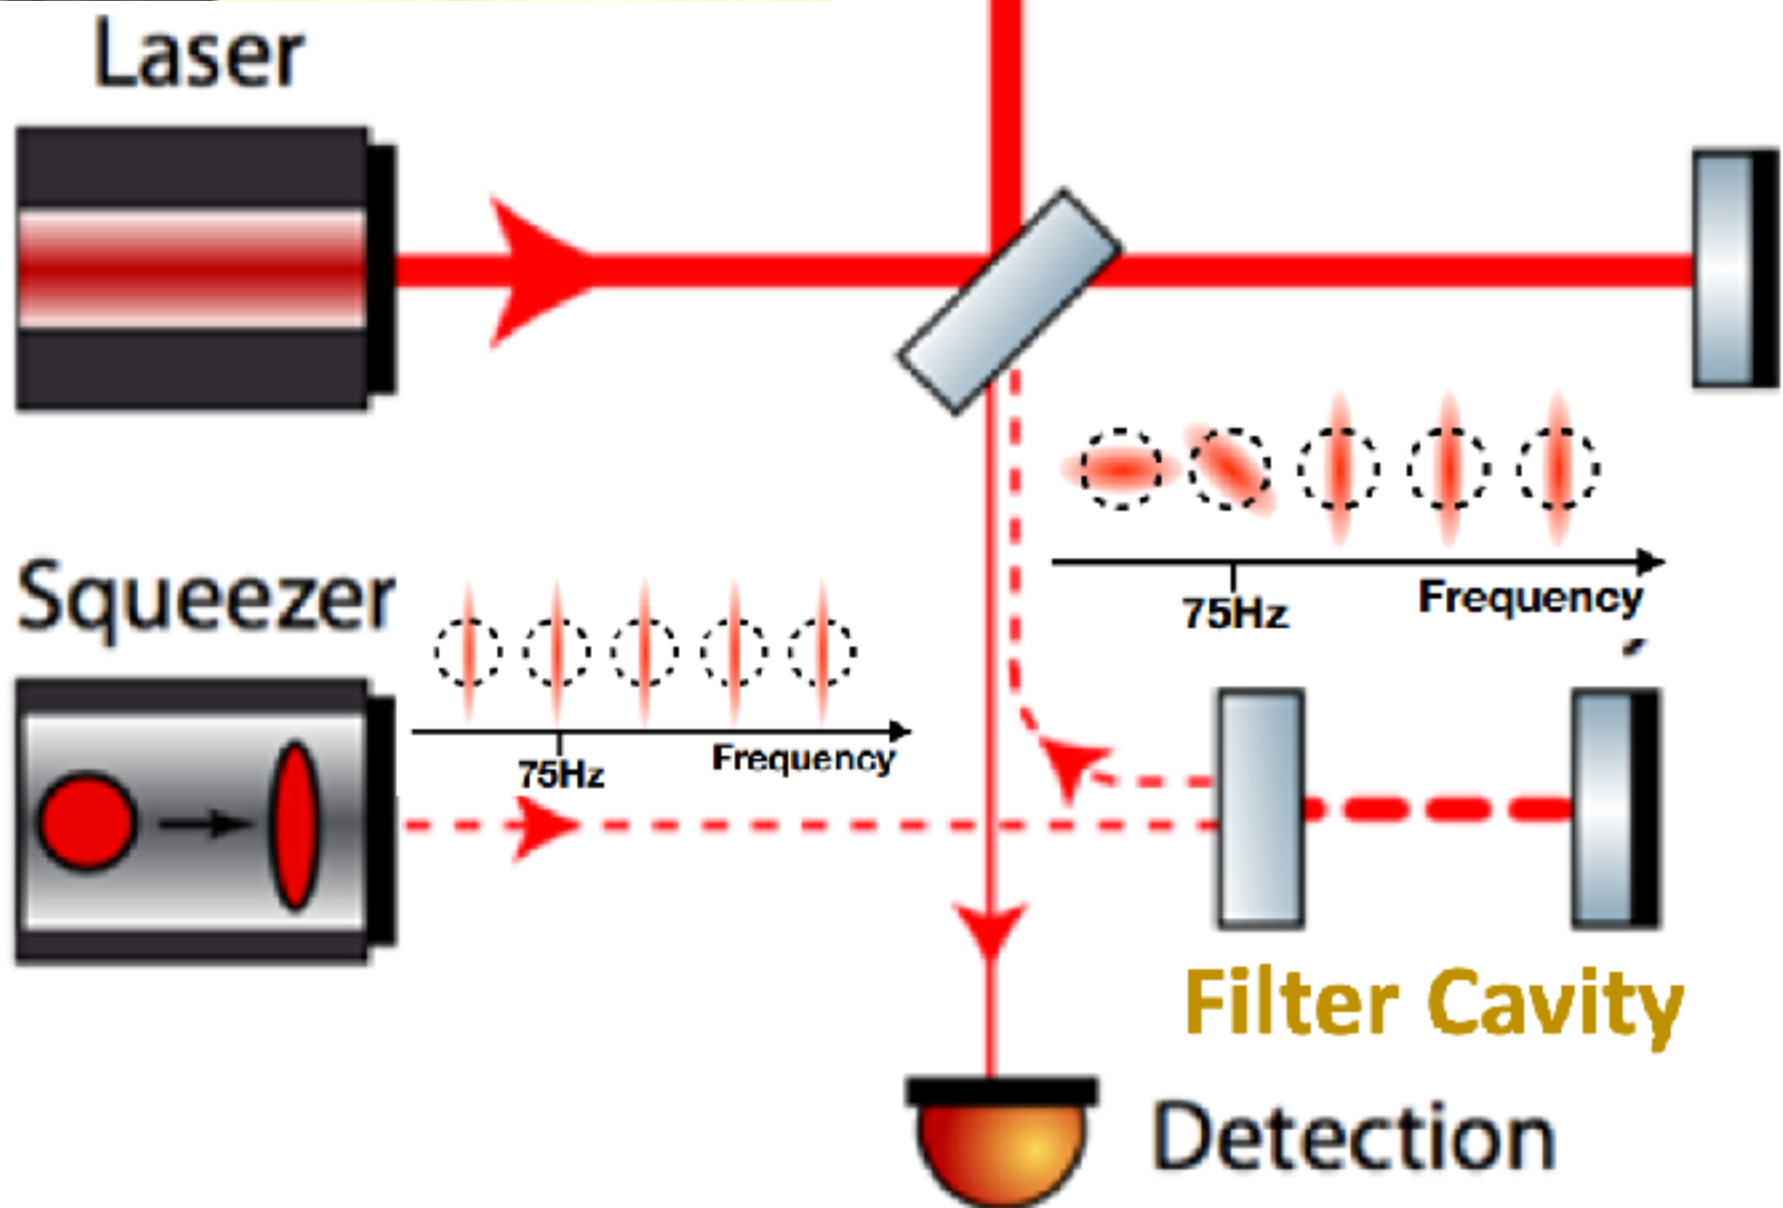 Laser
75Hz
Frequency
Squeezer
75Hz
Frequency
Filter Cavity
Detection